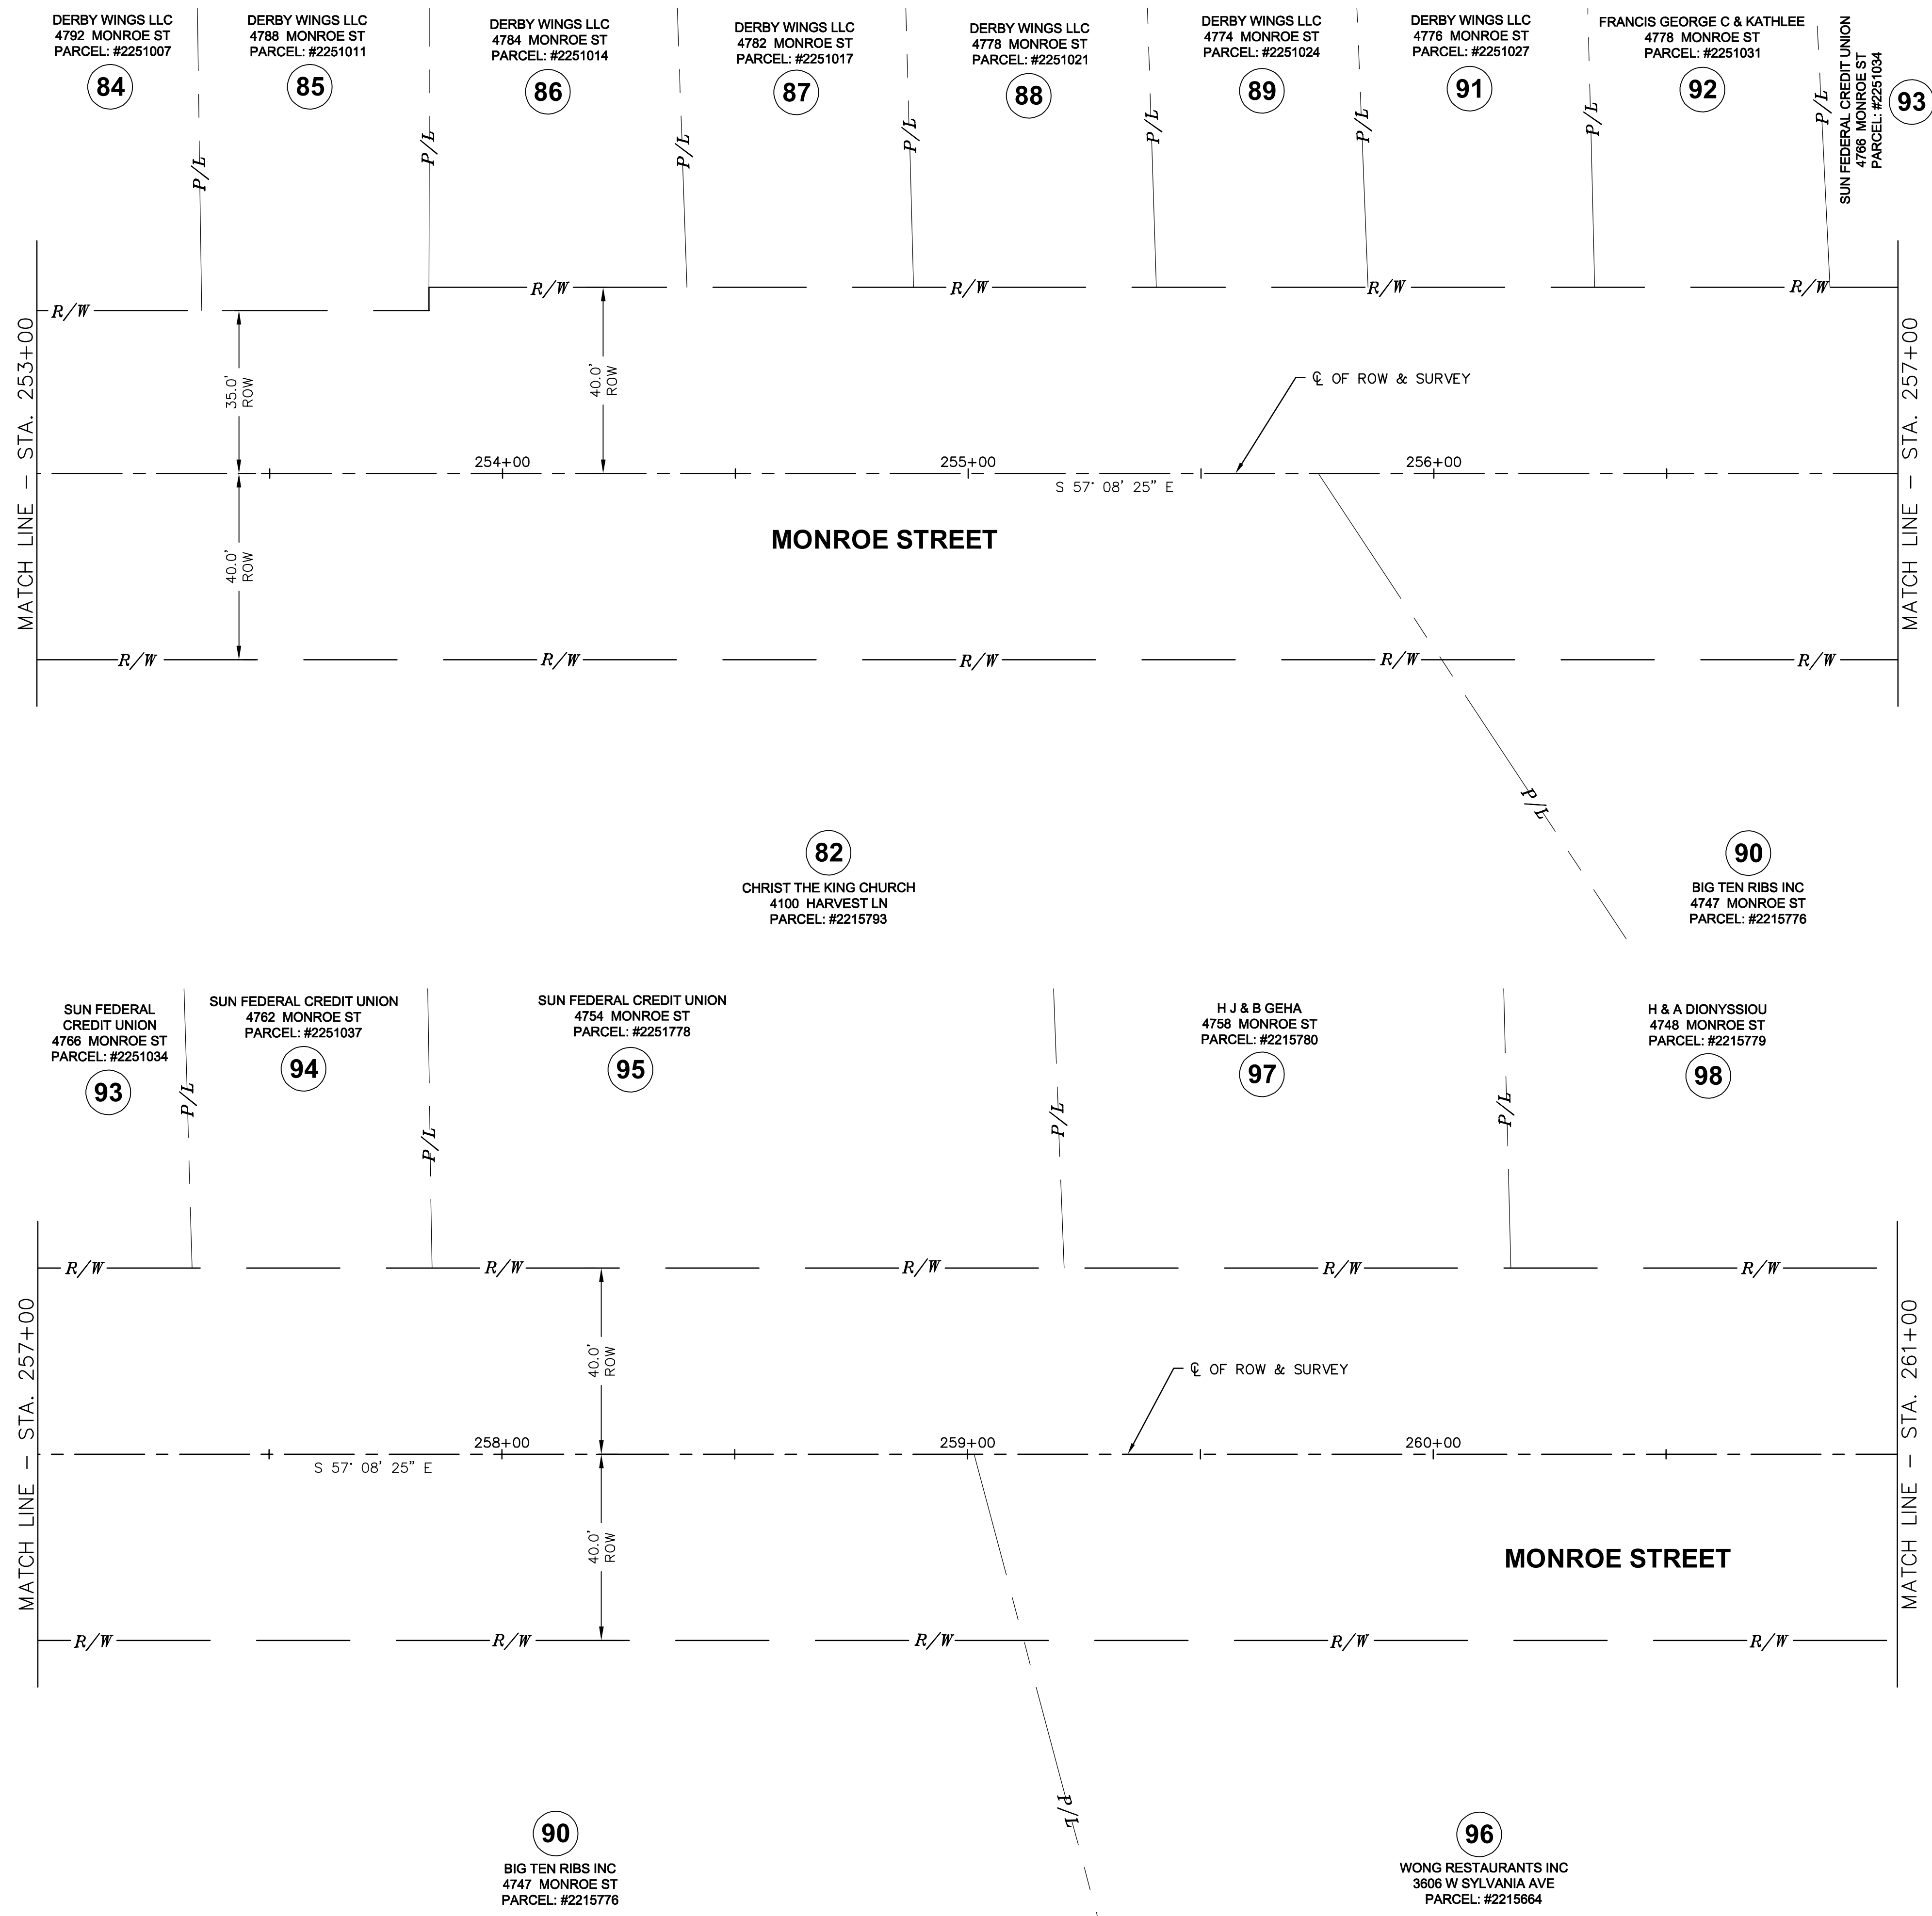 DERBY WINGS LLC
4792 MONROE ST
PARCEL: #2251007
84
DERBY WINGS LLC
4788 MONROE ST
PARCEL: #2251011
85
DERBY WINGS LLC
4784 MONROE ST
PARCEL: #2251014
86
DERBY WINGS LLC
4782 MONROE ST
PARCEL: #2251017
87
DERBY WINGS LLC
4778 MONROE ST
PARCEL: #2251021
88
DERBY WINGS LLC
4774 MONROE ST
PARCEL: #2251024
89
DERBY WINGS LLC
4776 MONROE ST
PARCEL: #2251027
91
FRANCIS GEORGE C & KATHLEE
4778 MONROE ST
PARCEL: #2251031
92
SUN FEDERAL CREDIT UNION
4766 MONROE ST
PARCEL: #2251034
93
P/L
P/L
P/L
P/L
P/L
P/L
P/L
P/L
R/W
R/W
R/W
R/W
R/W
MATCH LINE - STA. 253+00
35.0'
ROW
40.0'
ROW
℄ OF ROW & SURVEY
254+00
255+00
256+00
S 57° 08' 25" E
MATCH LINE - STA. 257+00
40.0'
ROW
MONROE STREET
R/W
R/W
R/W
R/W
R/W
P/L
82
CHRIST THE KING CHURCH
4100 HARVEST LN
PARCEL: #2215793
90
BIG TEN RIBS INC
4747 MONROE ST
PARCEL: #2215776
SUN FEDERAL
CREDIT UNION
4766 MONROE ST
PARCEL: #2251034
93
SUN FEDERAL CREDIT UNION
4762 MONROE ST
PARCEL: #2251037
94
SUN FEDERAL CREDIT UNION
4754 MONROE ST
PARCEL: #2251778
95
H J & B GEHA
4758 MONROE ST
PARCEL: #2215780
97
H & A DIONYSSIOU
4748 MONROE ST
PARCEL: #2215779
98
P/L
P/L
P/L
P/L
R/W
R/W
R/W
R/W
R/W
MATCH LINE - STA. 257+00
40.0'
ROW
℄ OF ROW & SURVEY
258+00
259+00
260+00
S 57° 08' 25" E
MATCH LINE - STA. 261+00
40.0'
ROW
MONROE STREET
R/W
R/W
R/W
R/W
R/W
P/L
90
BIG TEN RIBS INC
4747 MONROE ST
PARCEL: #2215776
96
WONG RESTAURANTS INC
3606 W SYLVANIA AVE
PARCEL: #2215664